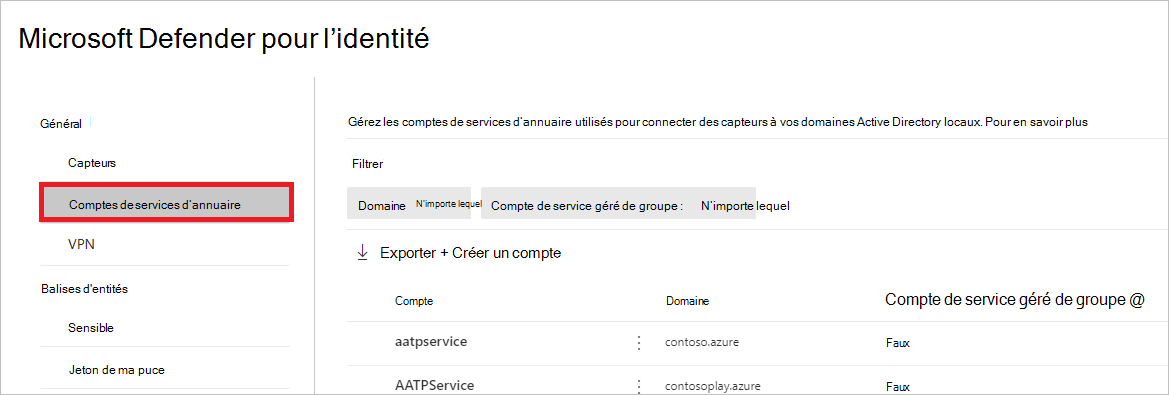 Microsoft Defender pour l’identité
Général
Capteurs
Comptes de services d’annuaire
VPN
Balises d'entités
Sensible
Jeton de ma puce
Gérez les comptes de services d’annuaire utilisés pour connecter des capteurs à vos domaines Active Directory locaux. Pour en savoir plus
Filtrer
Domaine N’importe lequel Compte de service géré de groupe : N’importe lequel
Exporter + Créer un compte
Compte Domaine Compte de service géré de groupe @
aatpservice contoso.azure Faux
AATPService contosoplay.azure Faux